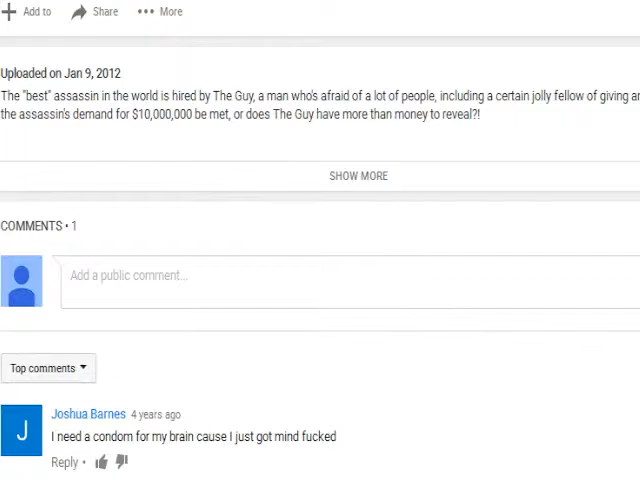 Add to Share More
Uploaded on Jan 9, 2012
The "best" assassin in the world is hired by The Guy, a man who's afraid of a lot of people, including a certain jolly fellow of giving
the assassin's demand for $10,000,000 be met, or does The Guy have more than money to reveal?!
SHOW MORE
COMMENTS • 1
Add a public comment...
Top comments
J
Joshua Barnes 4 years ago
I need a condom for my brain cause I just got mind fucked
Reply •